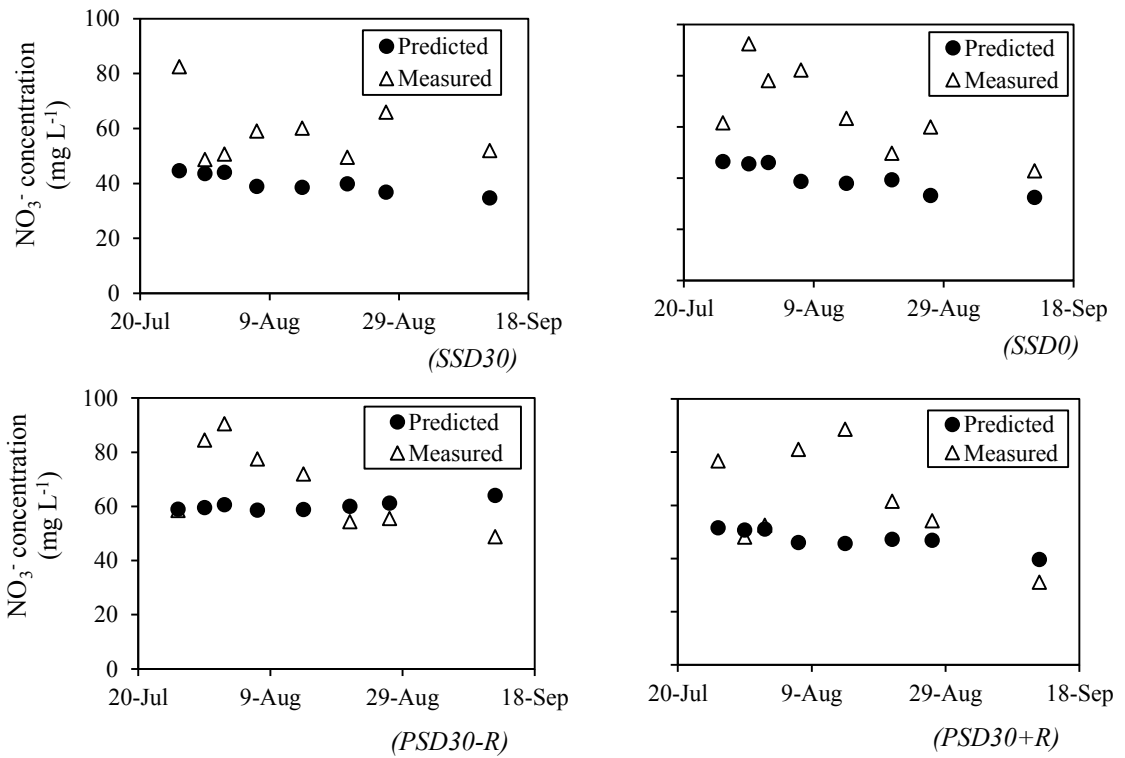 NO₃⁻ concentration
(mg L⁻¹)
100
80
60
40
20
0
Predicted
Measured
20-Jul
9-Aug
29-Aug
18-Sep
(SSD30)
Predicted
Measured
20-Jul
9-Aug
29-Aug
18-Sep
(SSD0)
NO₃⁻ concentration
(mg L⁻¹)
100
80
60
40
20
0
Predicted
Measured
20-Jul
9-Aug
29-Aug
18-Sep
(PSD30-R)
Predicted
Measured
20-Jul
9-Aug
29-Aug
18-Sep
(PSD30+R)